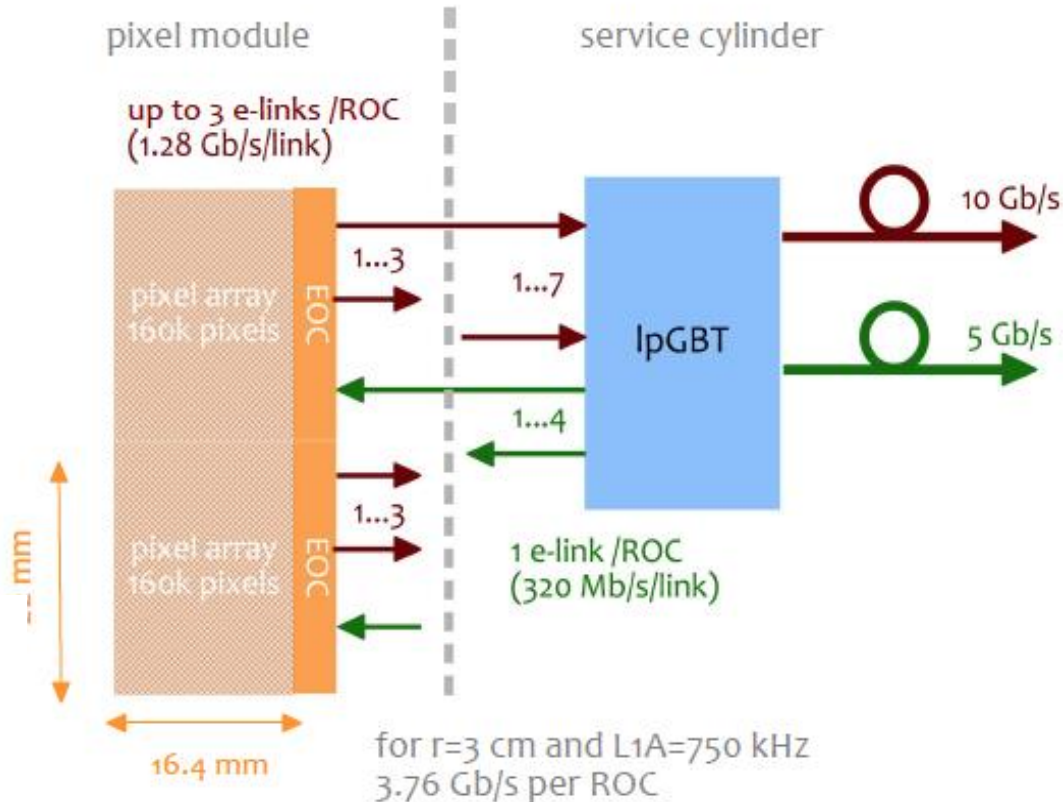 pixel module
service cylinder
up to 3 e-links /ROC
(1.28 Gb/s/link)
10 Gb/s
1...3
1...7
pixel array
160k pixels
EOC
lpGBT
5 Gb/s
1...4
1...3
pixel array
160k pixels
EOC
1 e-link /ROC
(320 Mb/s/link)
mm
16.4 mm
for r=3 cm and L1A=750 kHz
3.76 Gb/s per ROC